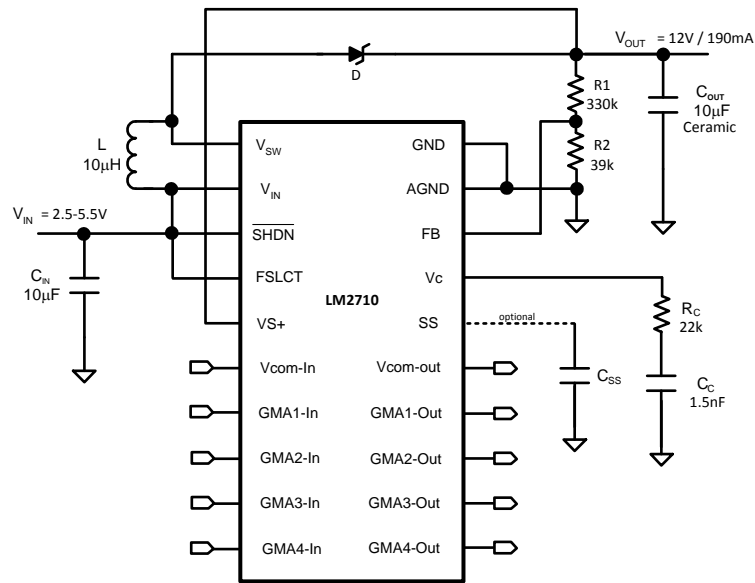 V_OUT = 12V / 190mA
D
R1
330k
C_OUT
10µF
Ceramic
L
10µH
R2
39k
V_SW
GND
V_IN
AGND
V_IN = 2.5-5.5V
SHDN
FB
C_IN
10µF
FSLCT
Vc
LM2710
VS+
SS
optional
R_C
22k
Vcom-In
Vcom-out
C_SS
C_C
1.5nF
GMA1-In
GMA1-Out
GMA2-In
GMA2-Out
GMA3-In
GMA3-Out
GMA4-In
GMA4-Out